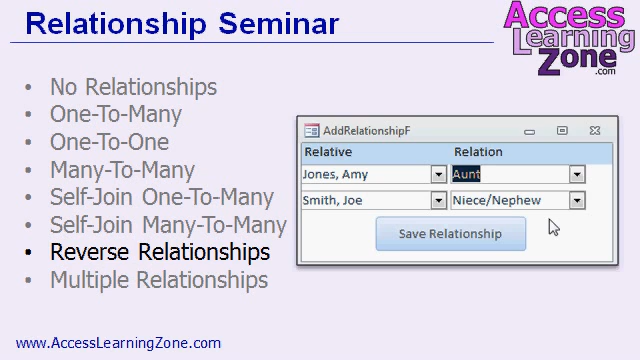 Relationship Seminar
Access
Learning
Zone
.com
• No Relationships
• One-To-Many
• One-To-One
• Many-To-Many
• Self-Join One-To-Many
• Self-Join Many-To-Many
• Reverse Relationships
• Multiple Relationships
AddRelationshipF
Relative Relation
Jones, Amy Aunt
Smith, Joe Niece/Nephew
Save Relationship
www.AccessLearningZone.com